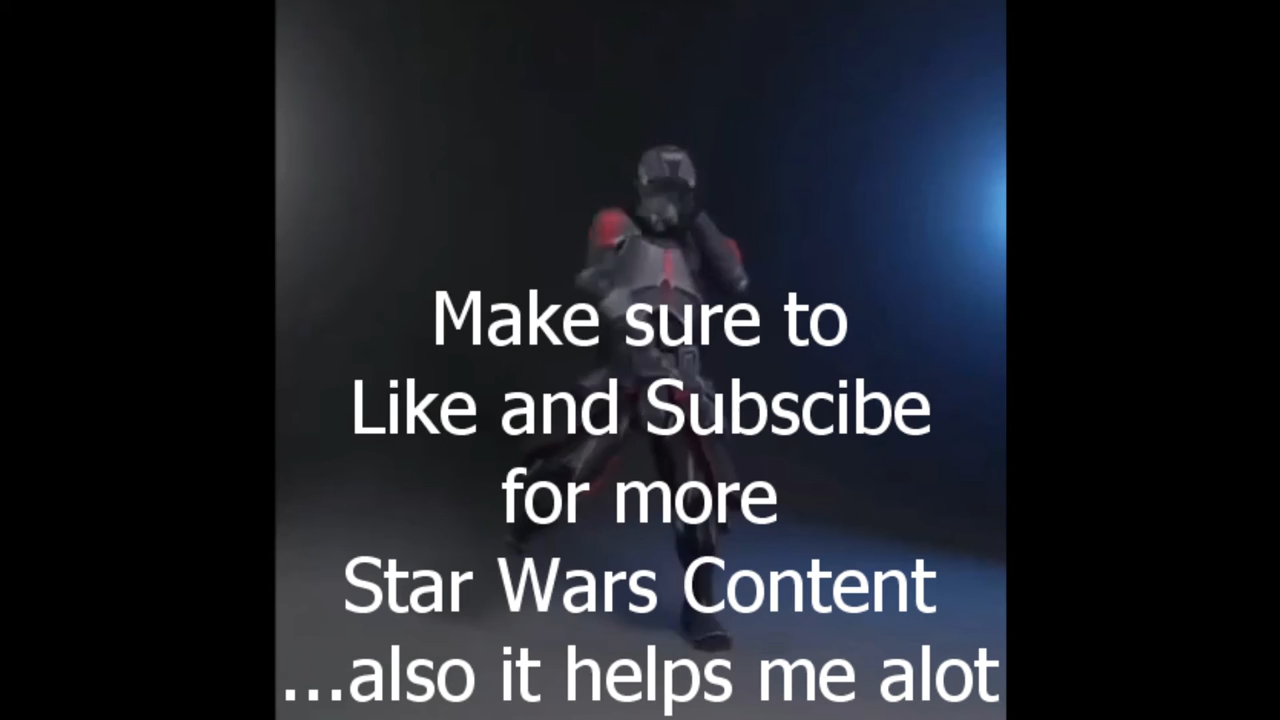 Make sure to
Like and Subscibe
for more
Star Wars Content
...also it helps me alot